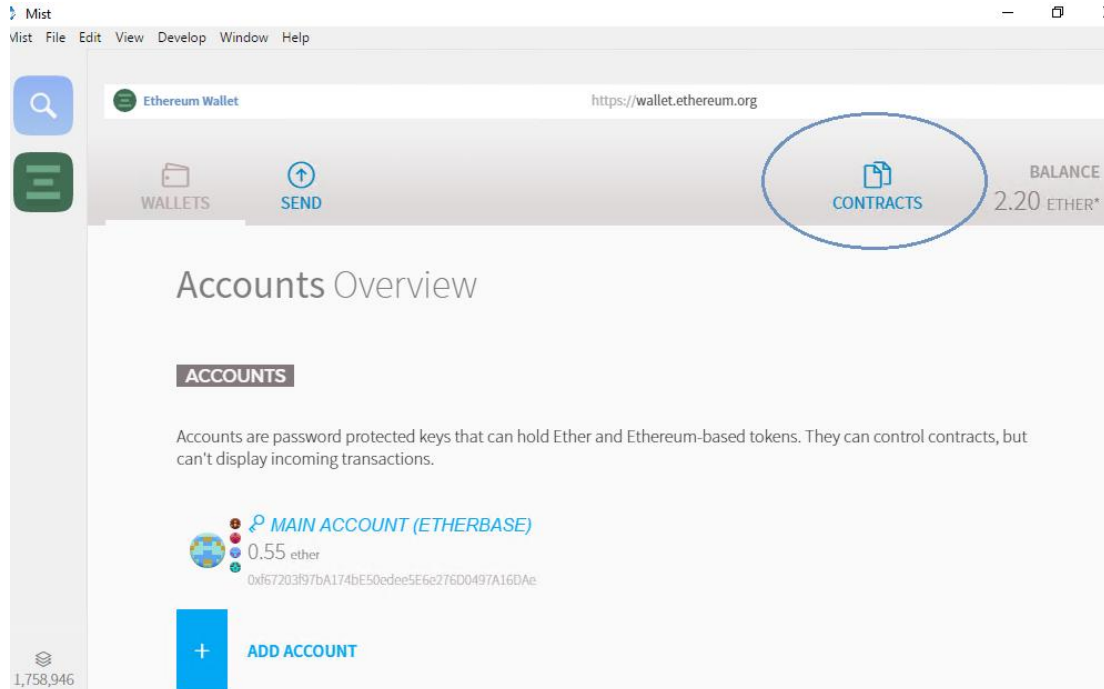 Mist
Mist File Edit View Develop Window Help
Ethereum Wallet https://wallet.ethereum.org
WALLETS SEND CONTRACTS BALANCE
2.20 ETHER*
Accounts Overview
ACCOUNTS
Accounts are password protected keys that can hold Ether and Ethereum-based tokens. They can control contracts, but
can't display incoming transactions.
MAIN ACCOUNT (ETHERBASE)
0.55 ether
0xf67203f97bA174bE50edee5E6e276D0497A16DAe
+ ADD ACCOUNT
1,758,946